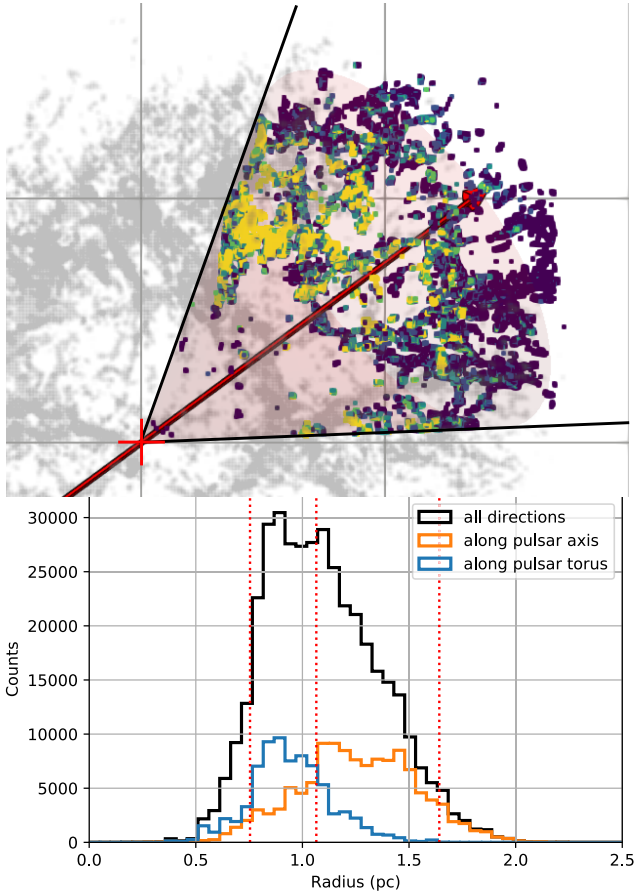 30000
25000
20000
15000
10000
5000
0
Counts
all directions
along pulsar axis
along pulsar torus
0.0 0.5 1.0 1.5 2.0 2.5
Radius (pc)